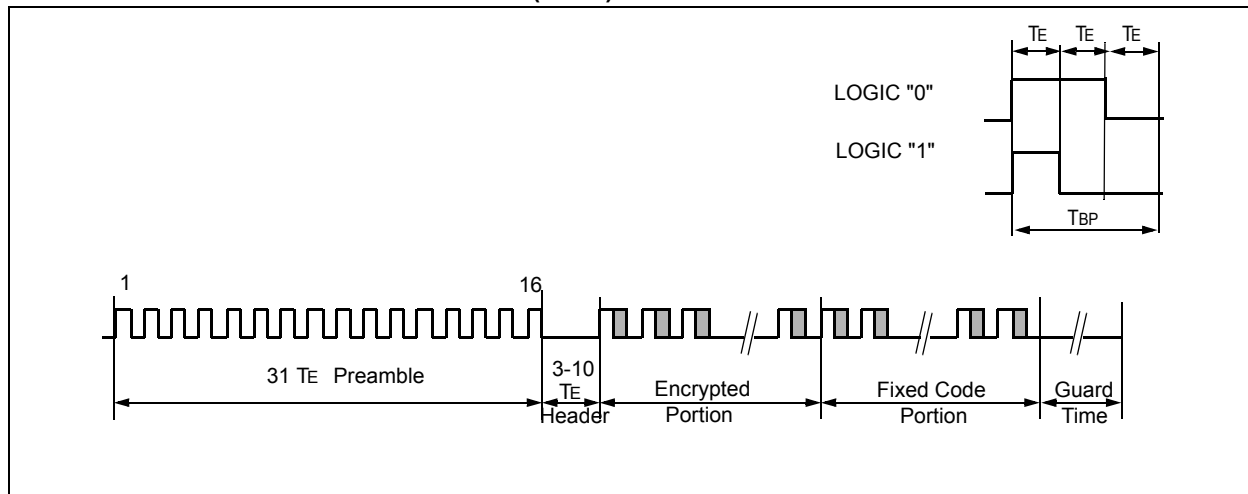 TE TE TE
LOGIC "0"
LOGIC "1"
TBP
1
16
31 TE Preamble
3-10
TE
Header
Encrypted
Portion
Fixed Code
Portion
Guard
Time